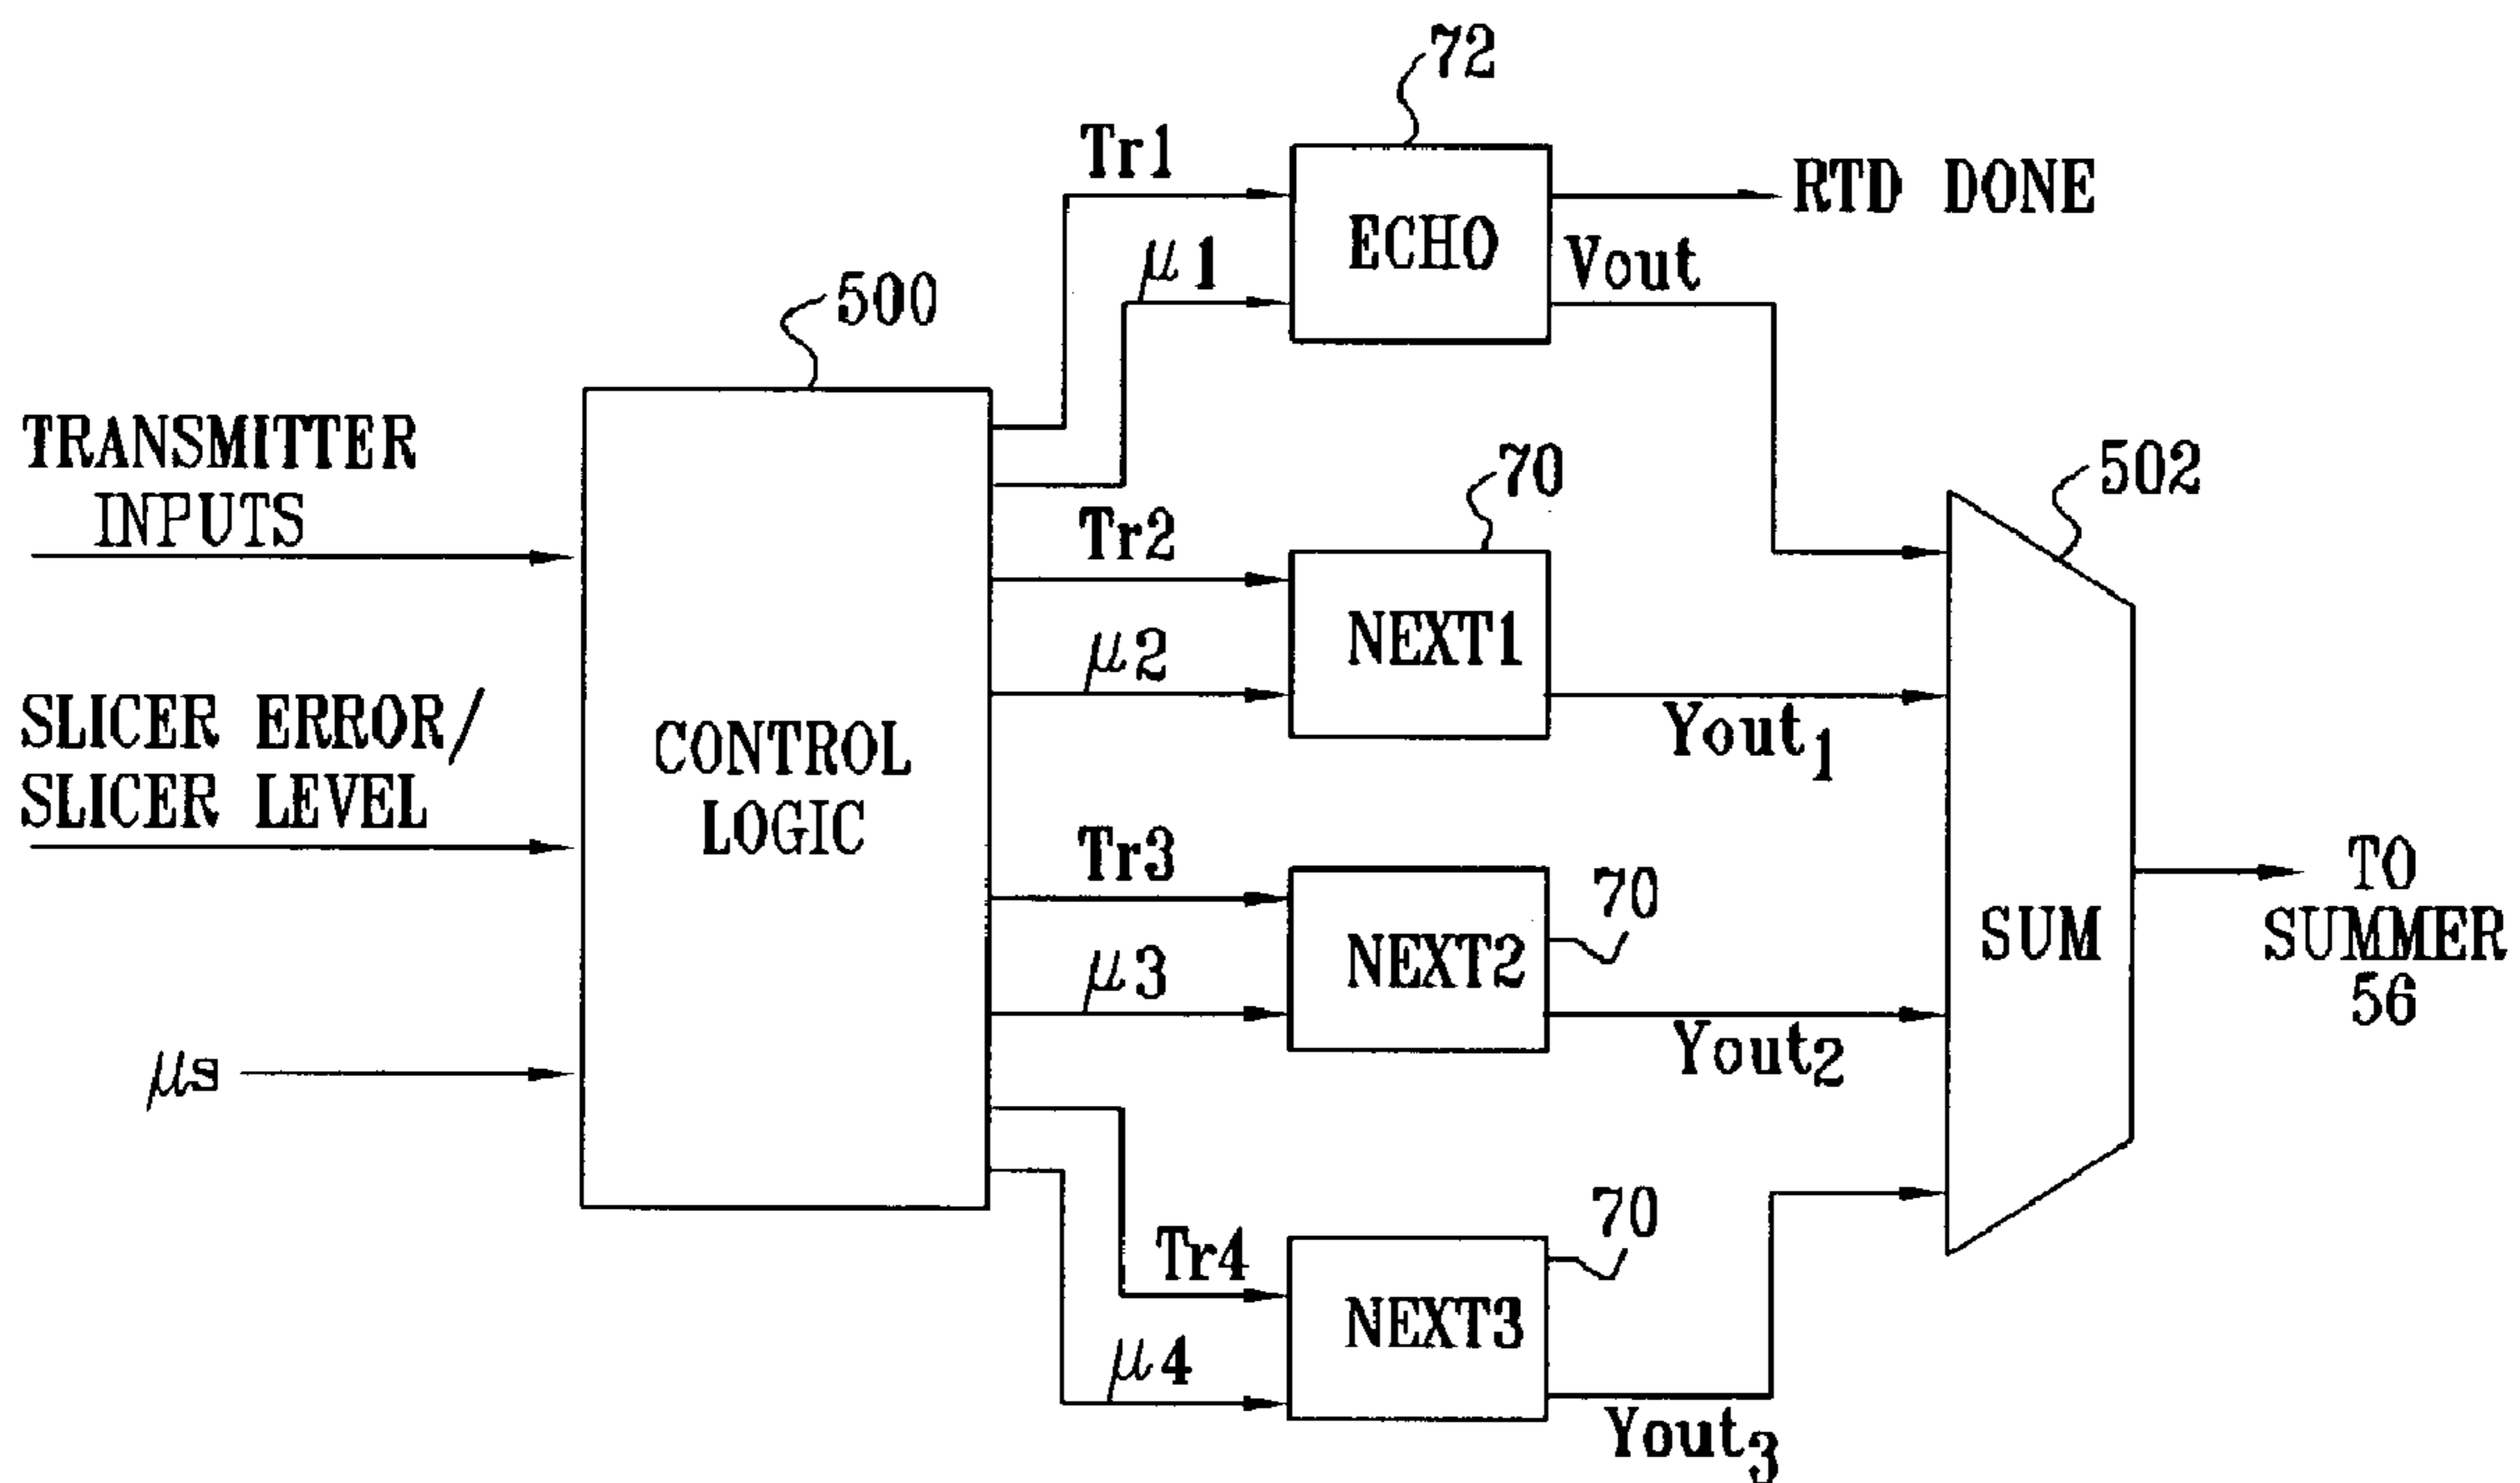 72
Tr1
RTD DONE
ECHO
μ1
Vout
500
TRANSMITTER
INPUTS
70
502
Tr2
NEXT1
μ2
Yout1
SLICER ERROR/
SLICER LEVEL
CONTROL
LOGIC
Tr3
70
TO
SUMMER
56
SUM
NEXT2
μ3
Yout2
μs
70
Tr4
NEXT3
μ4
Yout3